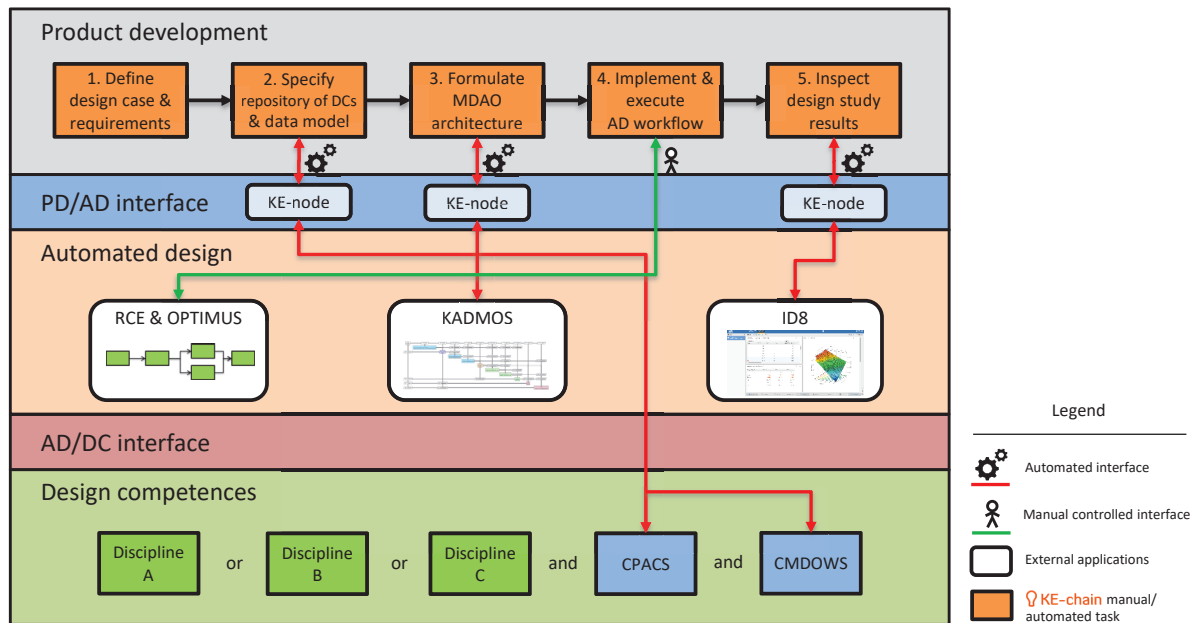 Product development
1. Define
design case &
requirements
2. Specify
repository of DCs
& data model
3. Formulate
MDAO
architecture
4. Implement &
execute
AD workflow
5. Inspect
design study
results
PD/AD interface
KE-node
KE-node
KE-node
Automated design
RCE & OPTIMUS
KADMOS
ID8
AD/DC interface
Design competences
Discipline
A
or
Discipline
B
or
Discipline
C
and
CPACS
and
CMDOWS
Legend
Automated interface
Manual controlled interface
External applications
KE-chain manual/
automated task